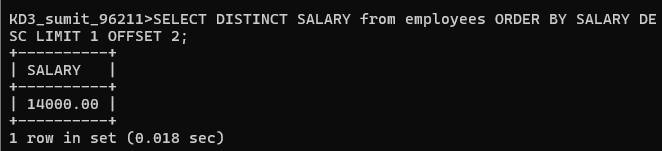 KD3_sumit_96211>SELECT DISTINCT SALARY from employees ORDER BY SALARY DE
SC LIMIT 1 OFFSET 2;
+----------+
| SALARY   |
+----------+
| 14000.00 |
+----------+
1 row in set (0.018 sec)